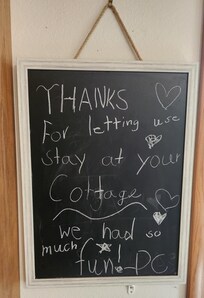 THANKS
For letting use
stay at your
Cottage
we had so
much fun! DC